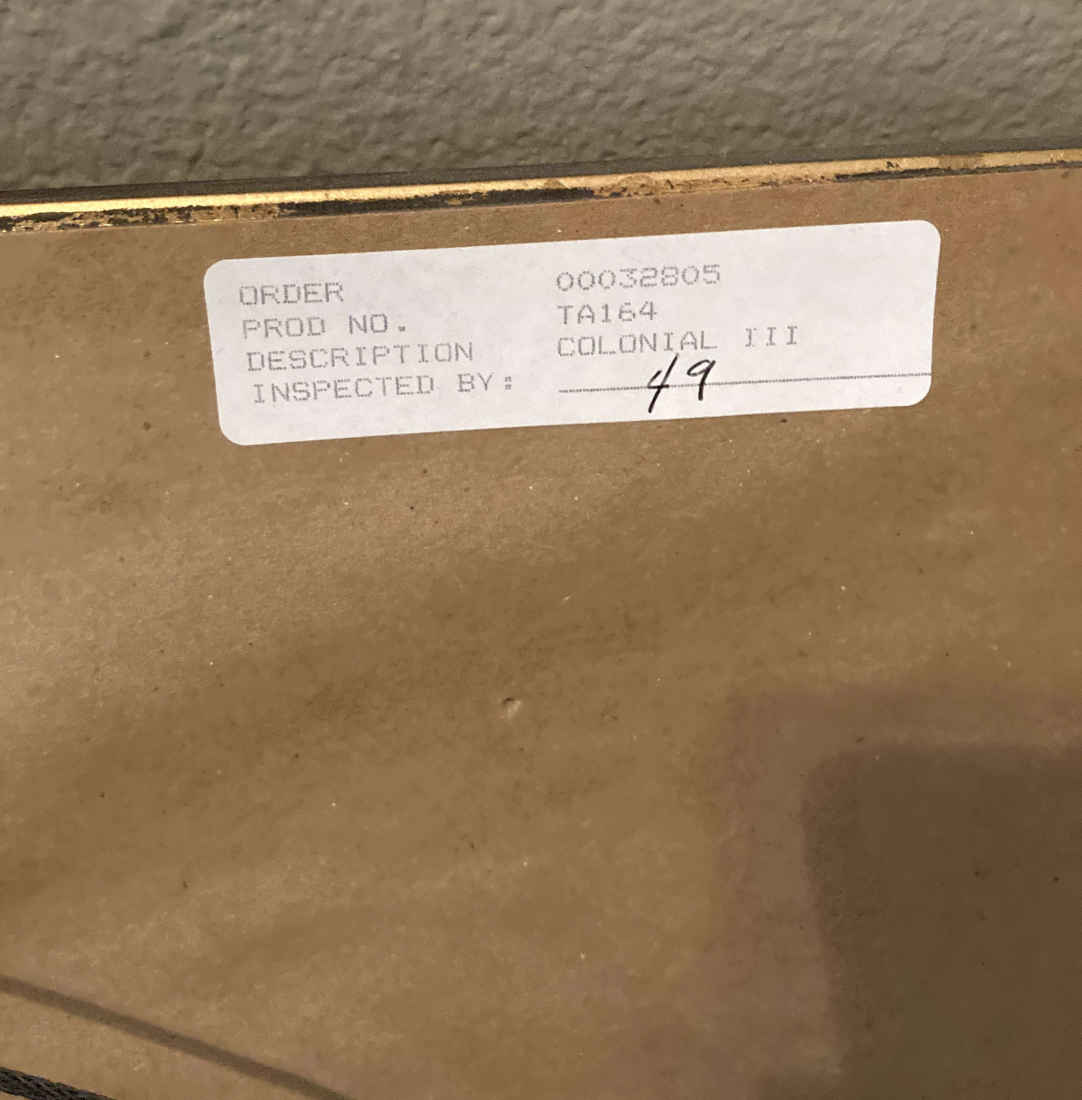 ORDER 00032805
PROD NO. TA164
DESCRIPTION COLONIAL III
INSPECTED BY: 49